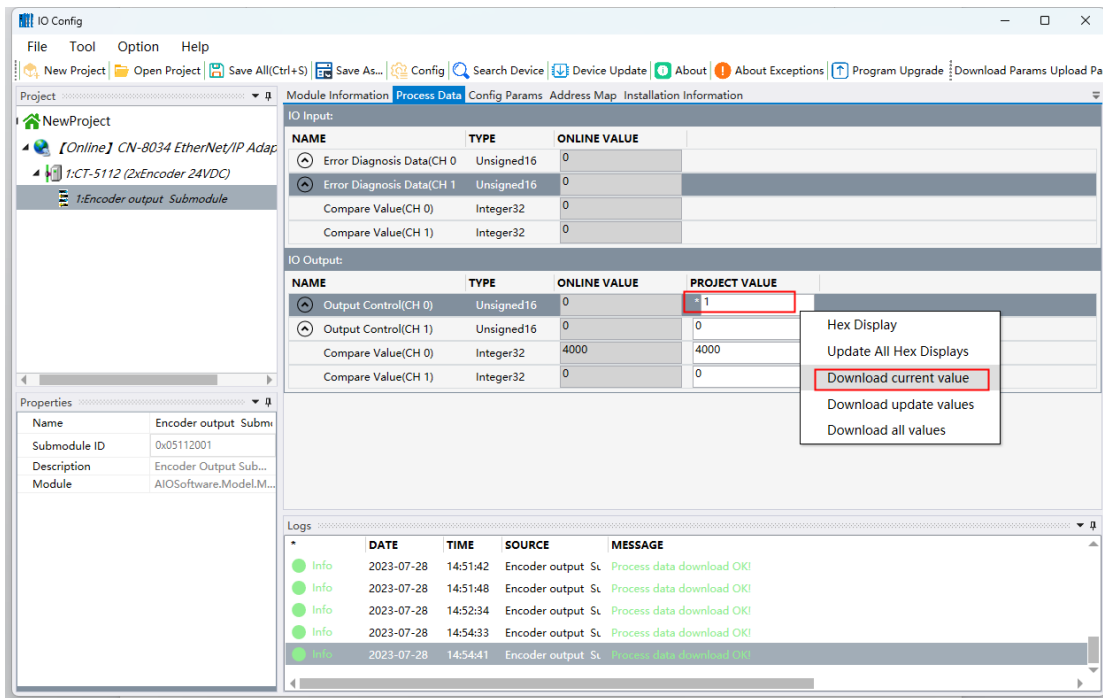 IO Config
File Tool Option Help
New Project Open Project Save All(Ctrl+S) Save As... Config Search Device Device Update About About Exceptions Program Upgrade Download Params Upload Pa
Project
NewProject
【Online】CN-8034 EtherNet/IP Adap
1:CT-5112 (2xEncoder 24VDC)
1:Encoder output Submodule
Properties
Name Encoder output Submo
Submodule ID 0x05112001
Description Encoder Output Sub...
Module AIOSoftware.Model.M...
Module Information Process Data Config Params Address Map Installation Information
IO Input:
NAME TYPE ONLINE VALUE
Error Diagnosis Data(CH 0 Unsigned16 0
Error Diagnosis Data(CH 1 Unsigned16 0
Compare Value(CH 0) Integer32 0
Compare Value(CH 1) Integer32 0
IO Output:
NAME TYPE ONLINE VALUE PROJECT VALUE
Output Control(CH 0) Unsigned16 0 * 1
Output Control(CH 1) Unsigned16 0 0
Compare Value(CH 0) Integer32 4000 4000
Compare Value(CH 1) Integer32 0 0
Hex Display
Update All Hex Displays
Download current value
Download update values
Download all values
Logs
* DATE TIME SOURCE MESSAGE
Info 2023-07-28 14:51:42 Encoder output Su Process data download OK!
Info 2023-07-28 14:51:48 Encoder output Su Process data download OK!
Info 2023-07-28 14:52:34 Encoder output Su Process data download OK!
Info 2023-07-28 14:54:33 Encoder output Su Process data download OK!
Info 2023-07-28 14:54:41 Encoder output Su Process data download OK!